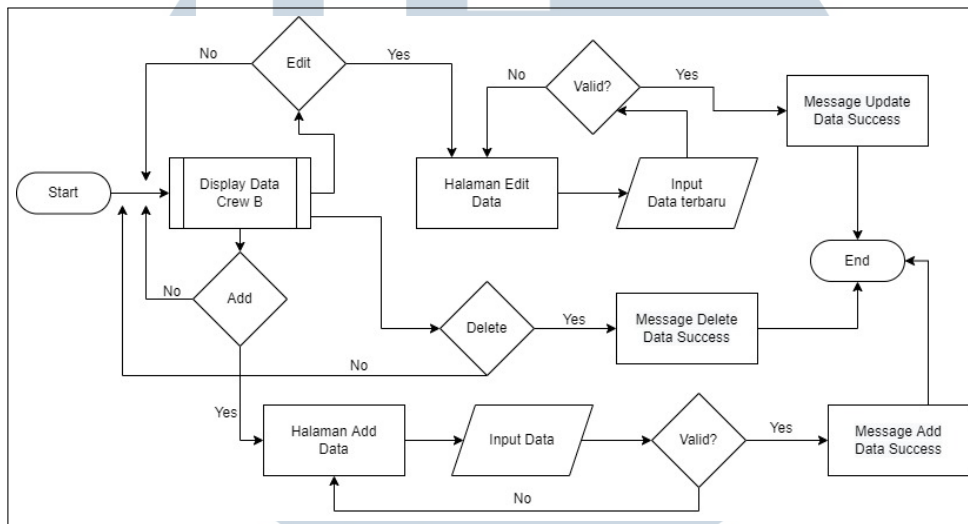 No
Edit
Yes
No
Valid?
Yes
Message Update
Data Success
Start
Display Data
Crew B
Halaman Edit
Data
Input
Data terbaru
End
No
Add
Delete
Yes
Message Delete
Data Success
No
Yes
Halaman Add
Data
Input Data
Valid?
Yes
Message Add
Data Success
No